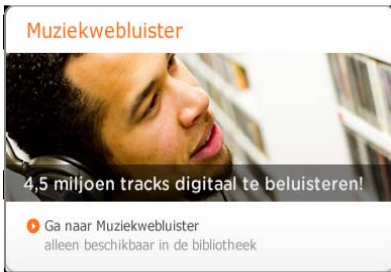 Muziekwebluister
4,5 miljoen tracks digitaal te beluisteren!
Ga naar Muziekwebluister
alleen beschikbaar in de bibliotheek